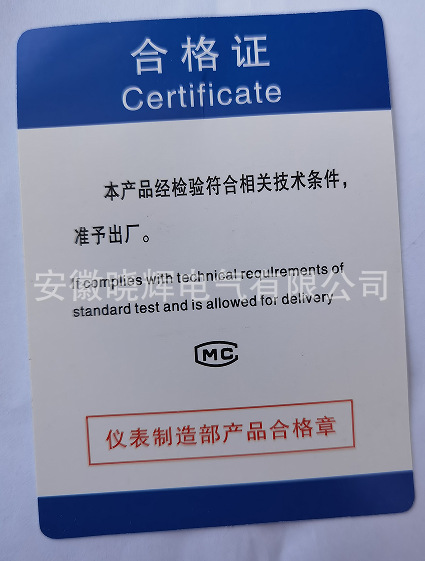 合格证
Certificate
本产品经检验符合相关技术条件，
准予出厂。
It complies with technical requirements of
安徽晓辉电气有限公司
standard test and is allowed for delivery
MC
仪表制造部产品合格章